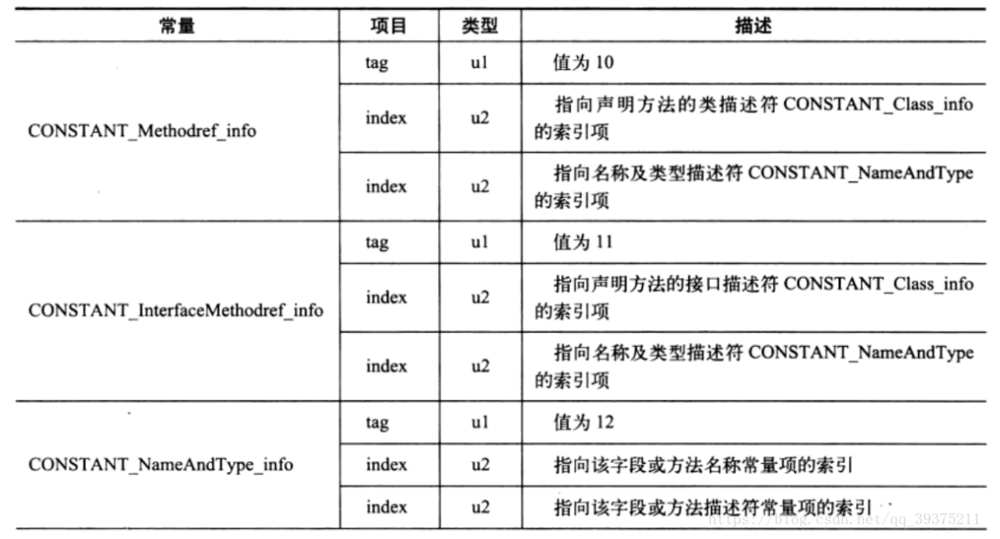 常量 项目 类型 描述
tag u1 值为10
CONSTANT_Methodref_info index u2 指向声明方法的类描述符 CONSTANT_Class_info
的索引项
index u2 指向名称及类型描述符 CONSTANT_NameAndType
的索引项
tag u1 值为11
CONSTANT_InterfaceMethodref_info index u2 指向声明方法的接口描述符 CONSTANT_Class_info
的索引项
index u2 指向名称及类型描述符 CONSTANT_NameAndType
的索引项
tag u1 值为12
CONSTANT_NameAndType_info index u2 指向该字段或方法名称常量项的索引
index u2 指向该字段或方法描述符常量项的索引
https://blog.csdn.net/qq_39375211